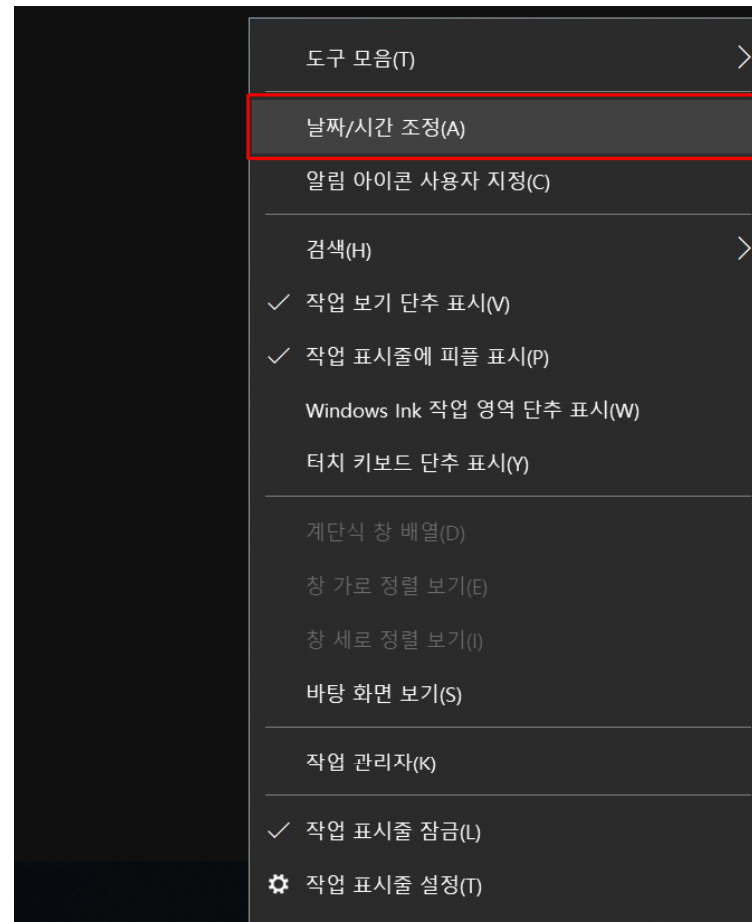 도구 모음(T)
날짜/시간 조정(A)
알림 아이콘 사용자 지정(C)
검색(H)
작업 보기 단추 표시(V)
작업 표시줄에 피플 표시(P)
Windows Ink 작업 영역 단추 표시(W)
터치 키보드 단추 표시(Y)
계단식 창 배열(D)
창 가로 정렬 보기(E)
창 세로 정렬 보기(I)
바탕 화면 보기(S)
작업 관리자(K)
작업 표시줄 잠금(L)
작업 표시줄 설정(T)